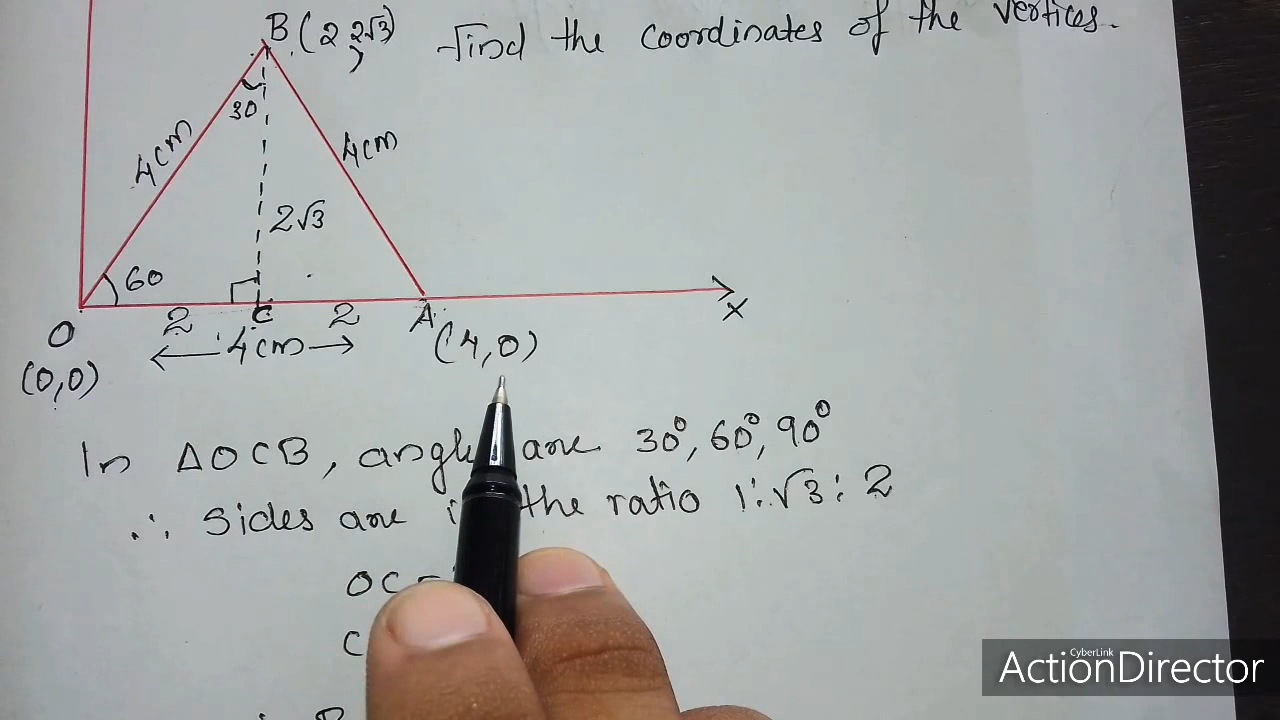 B (2, 2√3) Find the coordinates of the vertices.
30
4cm
4cm
2√3
60
2 C 2 A
x
O
4cm
(4,0)
(0,0)
In ΔOCB, angle are 30°, 60°, 90°
∴ sides are the ratio 1:√3:2
OC =
C
CyberLink
ActionDirector